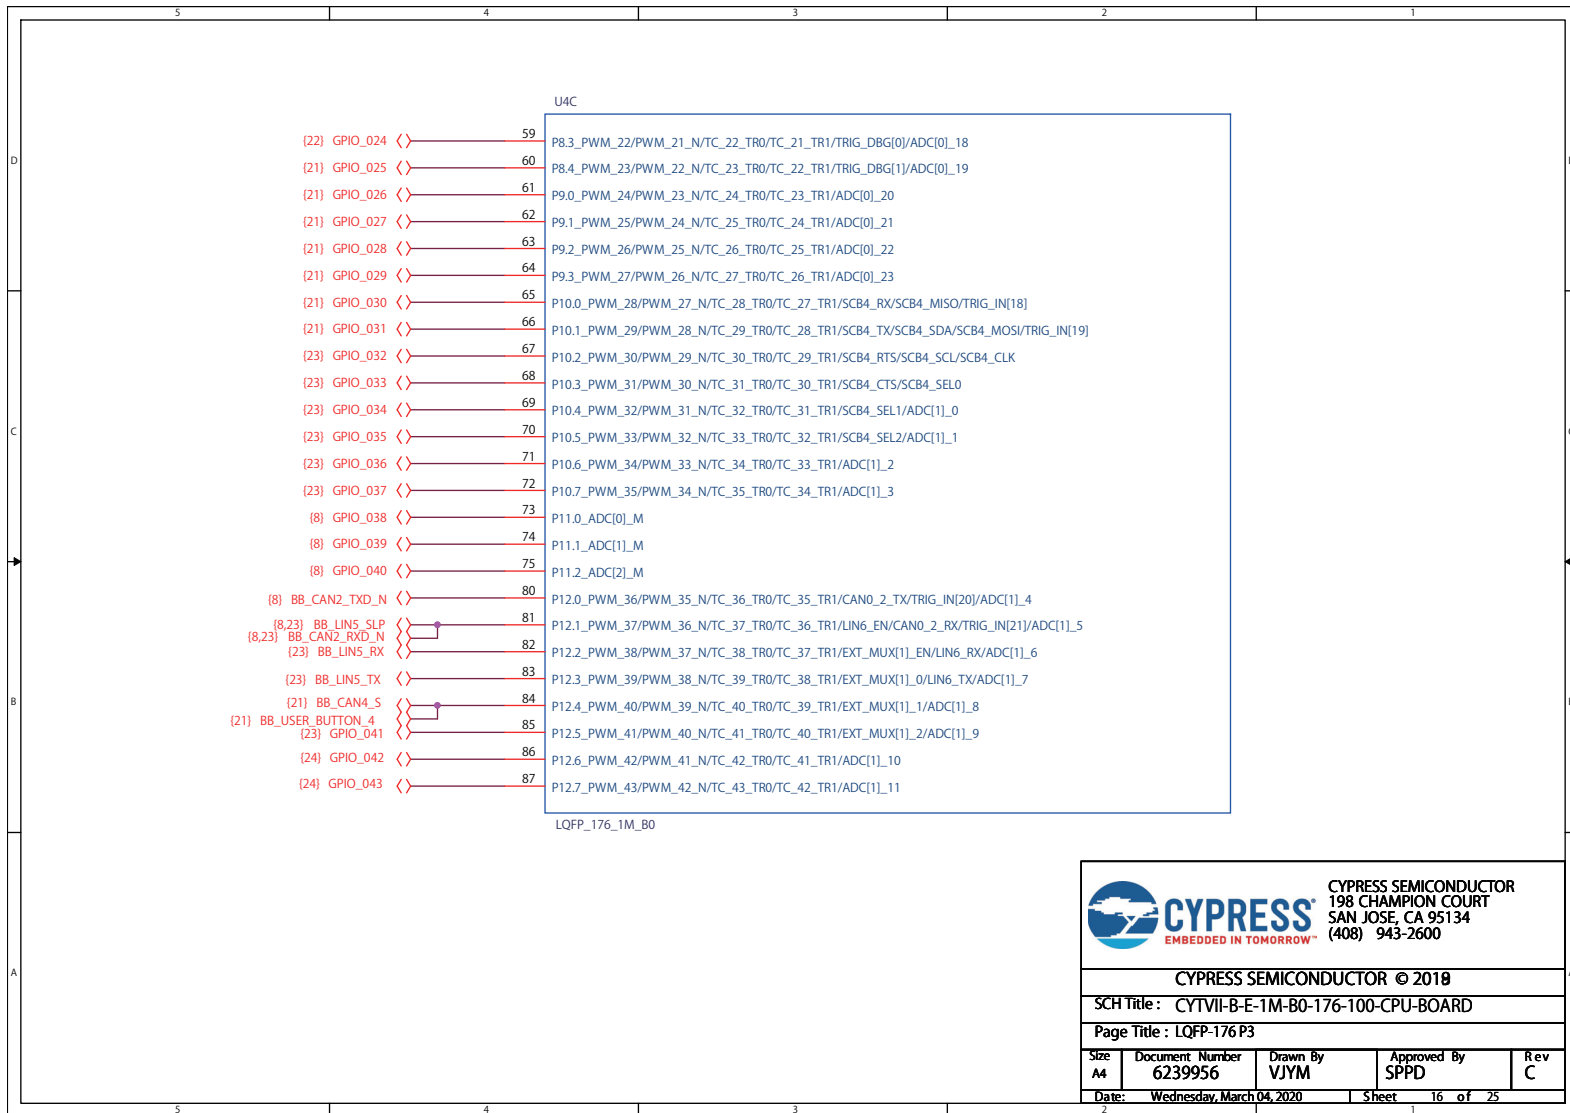 5 4 3 2 1
U4C
{22} GPIO_024 59 P8.3_PWM_22/PWM_21_N/TC_22_TR0/TC_21_TR1/TRIG_DBG[0]/ADC[0]_18
D
{21} GPIO_025 60 P8.4_PWM_23/PWM_22_N/TC_23_TR0/TC_22_TR1/TRIG_DBG[1]/ADC[0]_19
{21} GPIO_026 61 P9.0_PWM_24/PWM_23_N/TC_24_TR0/TC_23_TR1/ADC[0]_20
{21} GPIO_027 62 P9.1_PWM_25/PWM_24_N/TC_25_TR0/TC_24_TR1/ADC[0]_21
{21} GPIO_028 63 P9.2_PWM_26/PWM_25_N/TC_26_TR0/TC_25_TR1/ADC[0]_22
{21} GPIO_029 64 P9.3_PWM_27/PWM_26_N/TC_27_TR0/TC_26_TR1/ADC[0]_23
{21} GPIO_030 65 P10.0_PWM_28/PWM_27_N/TC_28_TR0/TC_27_TR1/SCB4_RX/SCB4_MISO/TRIG_IN[18]
{21} GPIO_031 66 P10.1_PWM_29/PWM_28_N/TC_29_TR0/TC_28_TR1/SCB4_TX/SCB4_SDA/SCB4_MOSI/TRIG_IN[19]
{23} GPIO_032 67 P10.2_PWM_30/PWM_29_N/TC_30_TR0/TC_29_TR1/SCB4_RTS/SCB4_SCL/SCB4_CLK
{23} GPIO_033 68 P10.3_PWM_31/PWM_30_N/TC_31_TR0/TC_30_TR1/SCB4_CTS/SCB4_SEL0
{23} GPIO_034 69 P10.4_PWM_32/PWM_31_N/TC_32_TR0/TC_31_TR1/SCB4_SEL1/ADC[1]_0
C
{23} GPIO_035 70 P10.5_PWM_33/PWM_32_N/TC_33_TR0/TC_32_TR1/SCB4_SEL2/ADC[1]_1
{23} GPIO_036 71 P10.6_PWM_34/PWM_33_N/TC_34_TR0/TC_33_TR1/ADC[1]_2
{23} GPIO_037 72 P10.7_PWM_35/PWM_34_N/TC_35_TR0/TC_34_TR1/ADC[1]_3
{8} GPIO_038 73 P11.0_ADC[0]_M
{8} GPIO_039 74 P11.1_ADC[1]_M
{8} GPIO_040 75 P11.2_ADC[2]_M
{8} BB_CAN2_TXD_N 80 P12.0_PWM_36/PWM_35_N/TC_36_TR0/TC_35_TR1/CAN0_2_TX/TRIG_IN[20]/ADC[1]_4
{8,23} BB_LIN5_SLP 81 P12.1_PWM_37/PWM_36_N/TC_37_TR0/TC_36_TR1/LIN6_EN/CAN0_2_RX/TRIG_IN[21]/ADC[1]_5
{8,23} BB_CAN2_RXD_N
{23} BB_LIN5_RX 82 P12.2_PWM_38/PWM_37_N/TC_38_TR0/TC_37_TR1/EXT_MUX[1]_EN/LIN6_RX/ADC[1]_6
{23} BB_LIN5_TX 83 P12.3_PWM_39/PWM_38_N/TC_39_TR0/TC_38_TR1/EXT_MUX[1]_0/LIN6_TX/ADC[1]_7
B
{21} BB_CAN4_S 84 P12.4_PWM_40/PWM_39_N/TC_40_TR0/TC_39_TR1/EXT_MUX[1]_1/ADC[1]_8
{21} BB_USER_BUTTON_4
{23} GPIO_041 85 P12.5_PWM_41/PWM_40_N/TC_41_TR0/TC_40_TR1/EXT_MUX[1]_2/ADC[1]_9
{24} GPIO_042 86 P12.6_PWM_42/PWM_41_N/TC_42_TR0/TC_41_TR1/ADC[1]_10
{24} GPIO_043 87 P12.7_PWM_43/PWM_42_N/TC_43_TR0/TC_42_TR1/ADC[1]_11
LQFP_176_1M_B0
A
CYPRESS
EMBEDDED IN TOMORROW™
CYPRESS SEMICONDUCTOR
198 CHAMPION COURT
SAN JOSE, CA 95134
(408) 943-2600
CYPRESS SEMICONDUCTOR ©
SCH Title : CYTVII-B-E-1M-B0-176-100-CPU-BOARD
Page Title : LQFP-176 P3
Size Document Number Drawn By Approved By Rev
A4 6239956 VJYM SPPD C
Date: Wednesday, March 04, 2020 Sheet 16 of 25
5 4 3 2 1